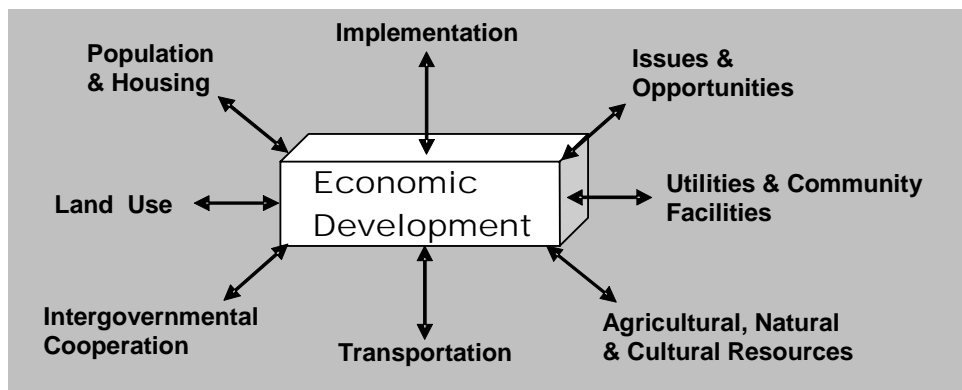 Implementation
Population
& Housing
Issues &
Opportunities
Economic
Development
Land Use
Utilities & Community
Facilities
Intergovernmental
Cooperation
Transportation
Agricultural, Natural
& Cultural Resources